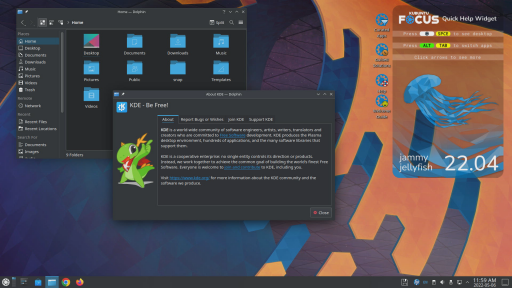 Home — Dolphin
Home
Split
Places
Home
Desktop
Documents
Downloads
Music
Pictures
Videos
Trash
Remote
Network
Recent
Recent Files
Recent Locations
Search For
Documents
Images
Desktop
Documents
Downloads
Music
Pictures
Public
snap
Templates
Videos
9 Folders
About KDE — Dolphin
KDE - Be Free!
About
Report Bugs or Wishes
Join KDE
Support KDE
KDE is a world-wide community of software engineers, artists, writers, translators and
creators who are committed to Free Software development. KDE produces the Plasma
desktop environment, hundreds of applications, and the many software libraries that
support them.
KDE is a cooperative enterprise: no single entity controls its direction or products.
Instead, we work together to achieve the common goal of building the world's finest Free
Software. Everyone is welcome to join and contribute to KDE, including you.
Visit https://www.kde.org/ for more information about the KDE community and the
software we produce.
Close
KUBUNTU
FOCUS
Quick Help Widget
Press
SPCE
to see desktop
Press ALT TAB to switch apps
Click arrows to see more
jammy
jellyfish
22.04
11:59 AM